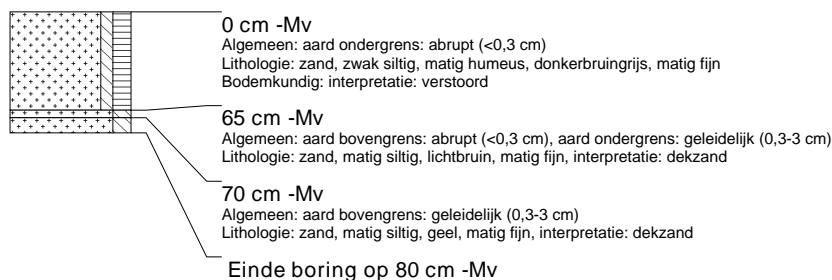 0 cm -Mv
Algemeen: aard ondergrens: abrupt (<0,3 cm)
Lithologie: zand, zwak siltig, matig humeus, donkerbruingrijs, matig fijn
Bodemkundig: interpretatie: verstoord
65 cm -Mv
Algemeen: aard bovengrens: abrupt (<0,3 cm), aard ondergrens: geleidelijk (0,3-3 cm)
Lithologie: zand, matig siltig, lichtbruin, matig fijn, interpretatie: dekzand
70 cm -Mv
Algemeen: aard bovengrens: geleidelijk (0,3-3 cm)
Lithologie: zand, matig siltig, geel, matig fijn, interpretatie: dekzand
Einde boring op 80 cm -Mv